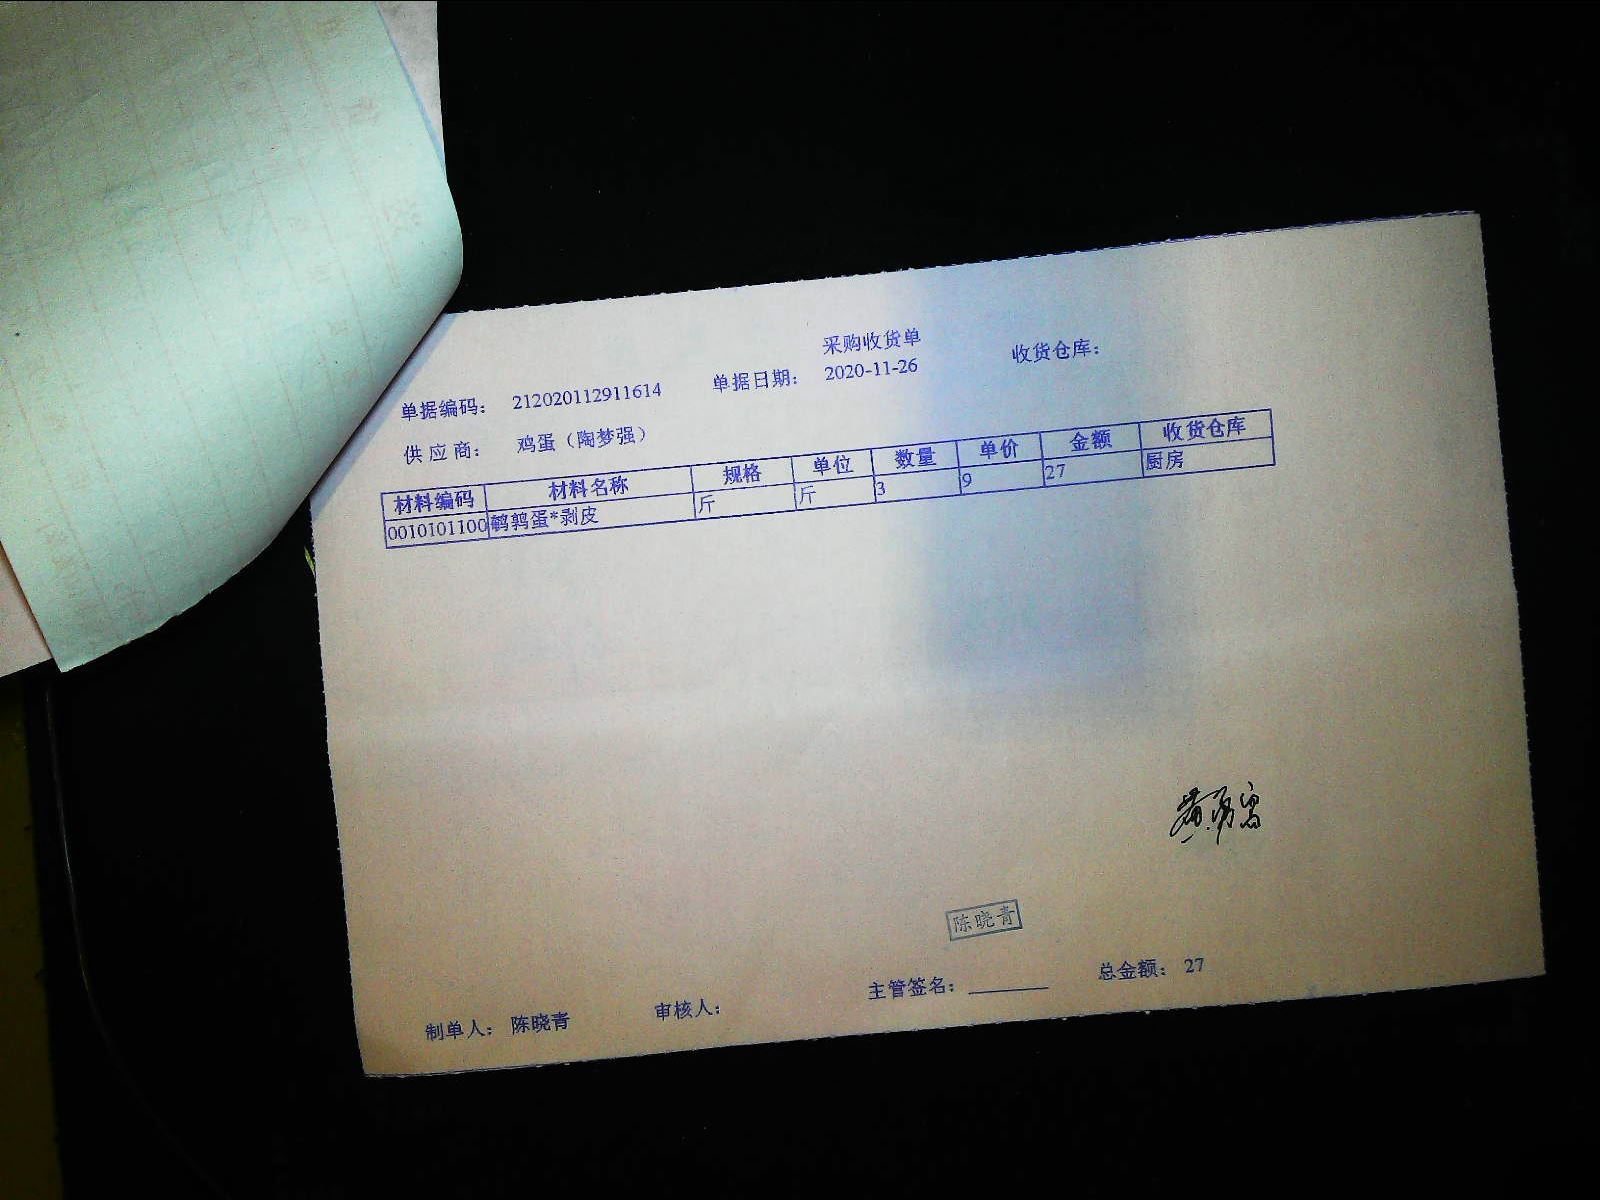 采购收货单
单据编码： 212020112911614 单据日期： 2020-11-26 收货仓库：
供应商： 鸡蛋（陶梦强）
材料编码 材料名称 规格 单位 数量 单价 金额 收货仓库
0010101100 鹌鹑蛋*剥皮 斤 斤 3 9 27 厨房
陈晓青
制单人： 陈晓青 审核人： 主管签名： 总金额： 27